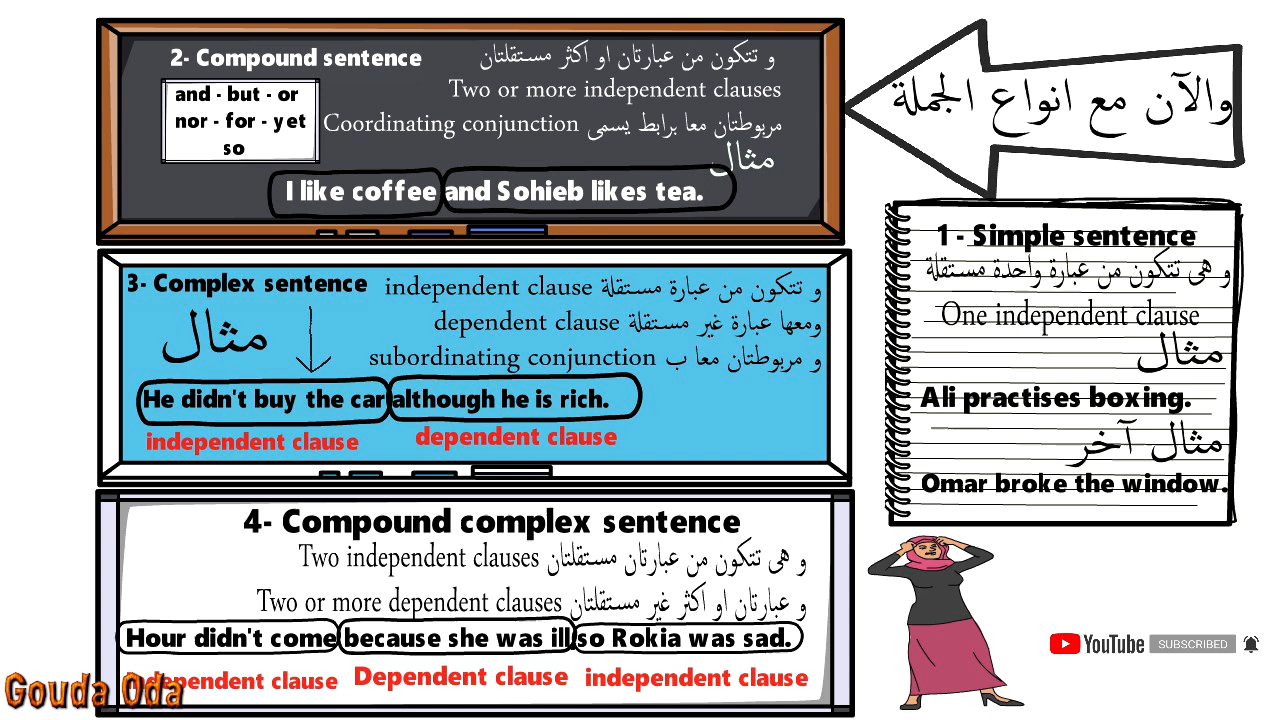 والآن مع انواع الجملة
1 - Simple sentence
و هى تتكون من عبارة واحدة مستقلة
One independent clause
مثال
Ali practises boxing.
مثال آخر
Omar broke the window.
2- Compound sentence
و تتكون من عبارتان او اكثر مستقلتان
Two or more independent clauses
and - but - or
nor - for - yet
so
مربوطتان معا برابط يسمى Coordinating conjunction
مثال
I like coffee and Sohieb likes tea.
3- Complex sentence
و تتكون من عبارة مستقلة independent clause
ومعها عبارة غير مستقلة dependent clause
و مربوطتان معا ب subordinating conjunction
مثال
He didn't buy the car although he is rich.
independent clause
dependent clause
4- Compound complex sentence
و هى تتكون من عبارتان مستقلتان Two independent clauses
و عبارتان او اكثر غير مستقلتان Two or more dependent clauses
Hour didn't come because she was ill, so Rokia was sad.
independent clause Dependent clause independent clause
Gouda Oda
YouTube SUBSCRIBED